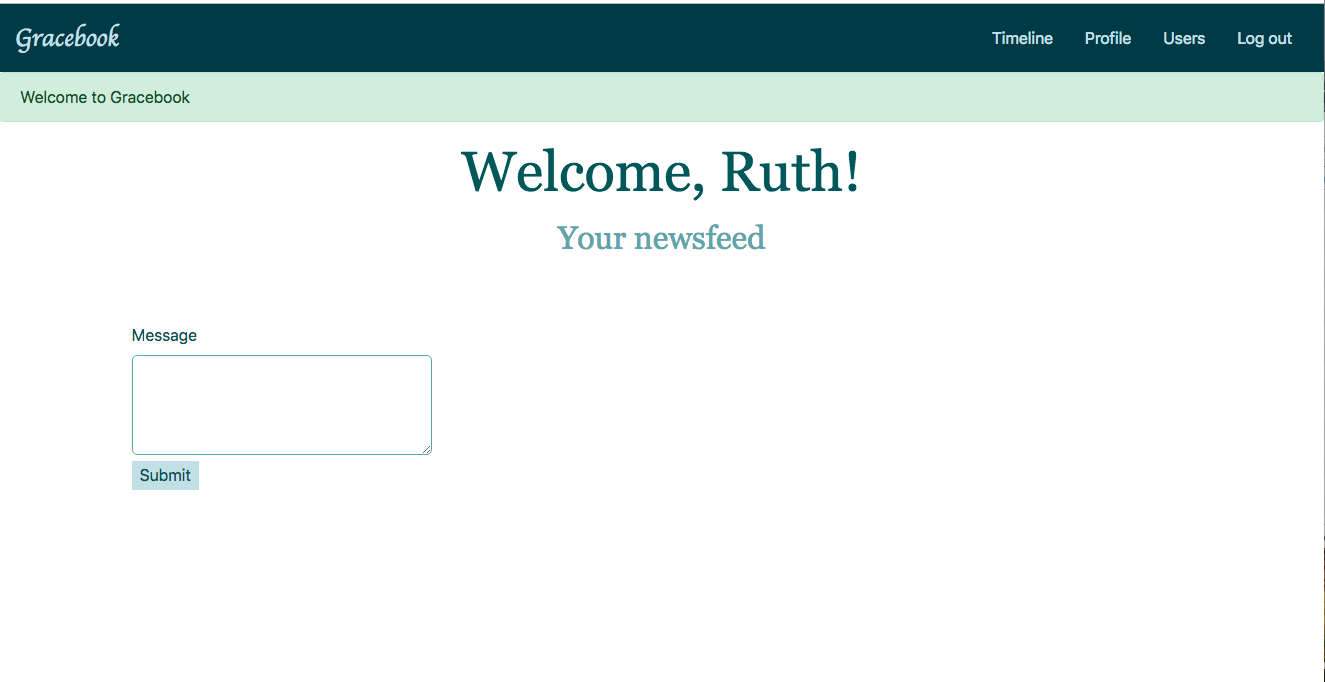 Gracebook Timeline Profile Users Log out
Welcome to Gracebook
Welcome, Ruth!
Your newsfeed
Message
Submit